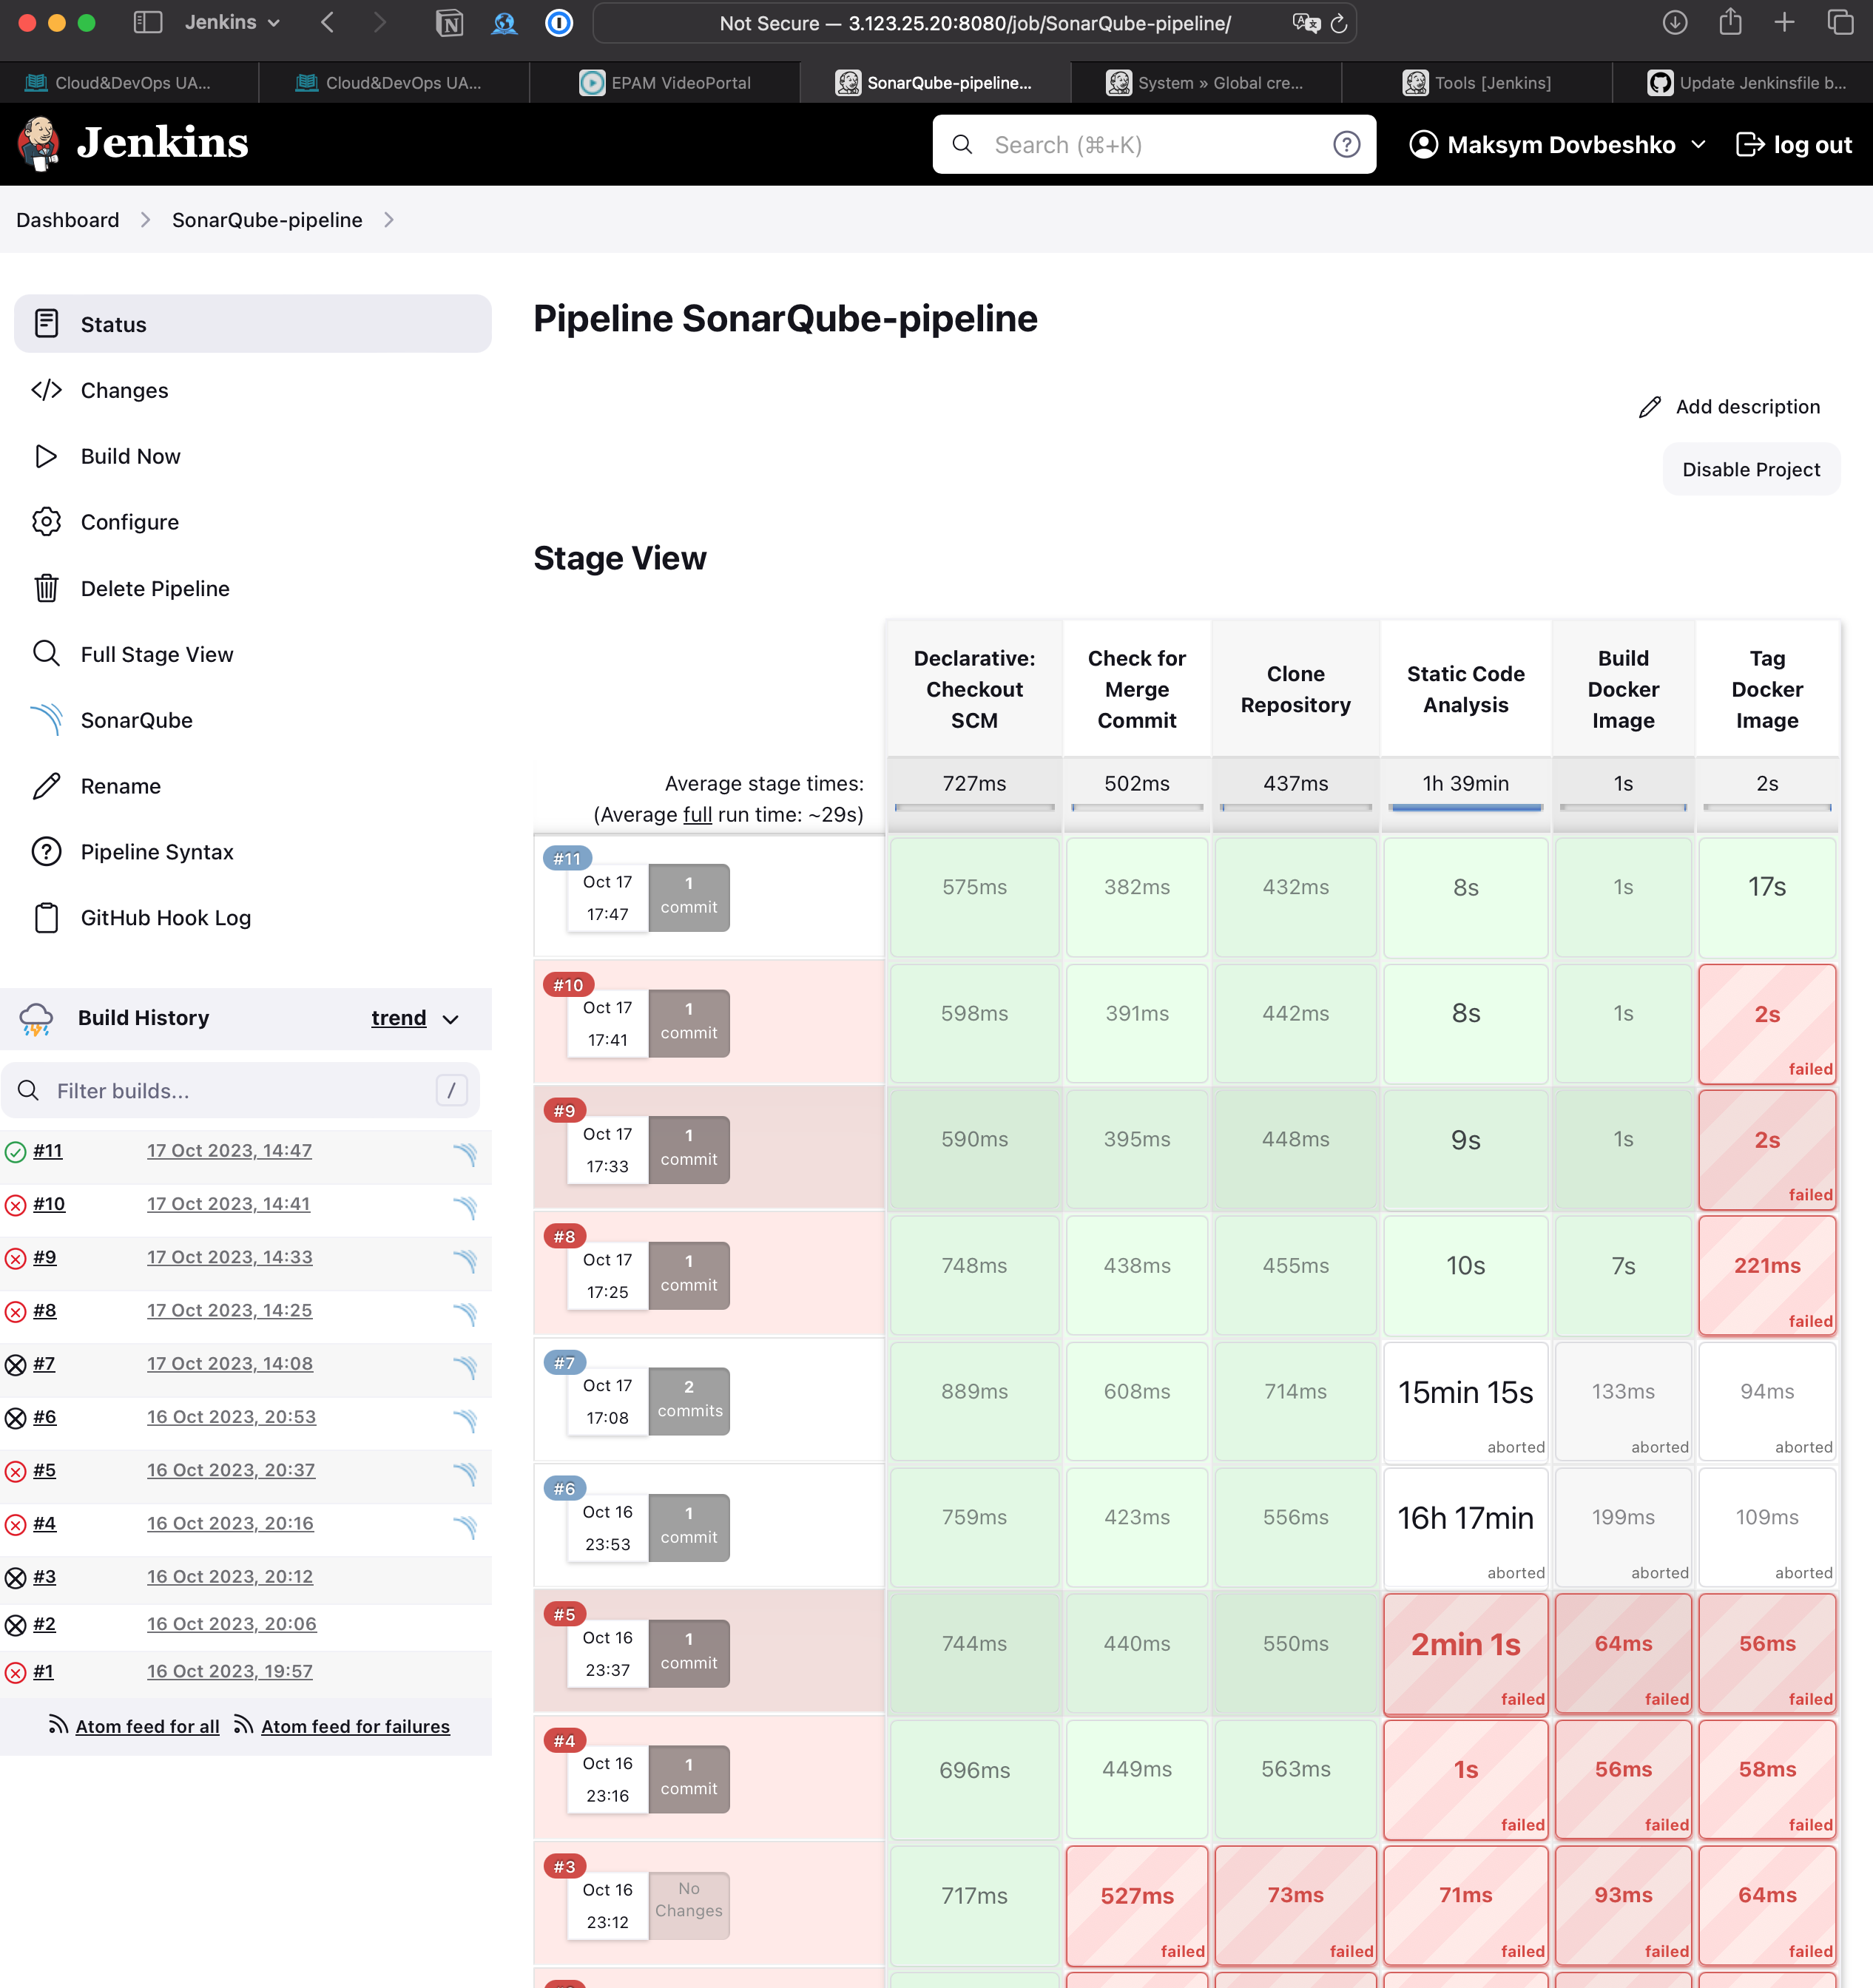 Jenkins
Not Secure — 3.123.25.20:8080/job/SonarQube-pipeline/
Cloud&DevOps UA...
Cloud&DevOps UA...
EPAM VideoPortal
SonarQube-pipeline...
System » Global cre...
Tools [Jenkins]
Update Jenkinsfile b...
Jenkins
Search (⌘+K)
Maksym Dovbeshko
log out
Dashboard
SonarQube-pipeline
Status
Changes
Build Now
Configure
Delete Pipeline
Full Stage View
SonarQube
Rename
Pipeline Syntax
GitHub Hook Log
Build History
trend
Filter builds...
/
#11 17 Oct 2023, 14:47
#10 17 Oct 2023, 14:41
#9 17 Oct 2023, 14:33
#8 17 Oct 2023, 14:25
#7 17 Oct 2023, 14:08
#6 16 Oct 2023, 20:53
#5 16 Oct 2023, 20:37
#4 16 Oct 2023, 20:16
#3 16 Oct 2023, 20:12
#2 16 Oct 2023, 20:06
#1 16 Oct 2023, 19:57
Atom feed for all
Atom feed for failures
Pipeline SonarQube-pipeline
Add description
Disable Project
Stage View
Declarative:
Checkout
SCM
Check for
Merge
Commit
Clone
Repository
Static Code
Analysis
Build
Docker
Image
Tag
Docker
Image
Average stage times:
(Average full run time: ~29s)
727ms
502ms
437ms
1h 39min
1s
2s
#11
Oct 17
17:47
1
commit
575ms
382ms
432ms
8s
1s
17s
#10
Oct 17
17:41
1
commit
598ms
391ms
442ms
8s
1s
2s
failed
#9
Oct 17
17:33
1
commit
590ms
395ms
448ms
9s
1s
2s
failed
#8
Oct 17
17:25
1
commit
748ms
438ms
455ms
10s
7s
221ms
failed
#7
Oct 17
17:08
2
commits
889ms
608ms
714ms
15min 15s
aborted
133ms
aborted
94ms
aborted
#6
Oct 16
23:53
1
commit
759ms
423ms
556ms
16h 17min
aborted
199ms
aborted
109ms
aborted
#5
Oct 16
23:37
1
commit
744ms
440ms
550ms
2min 1s
failed
64ms
failed
56ms
failed
#4
Oct 16
23:16
1
commit
696ms
449ms
563ms
1s
failed
56ms
failed
58ms
failed
#3
Oct 16
23:12
No
Changes
717ms
527ms
failed
73ms
failed
71ms
failed
93ms
failed
64ms
failed